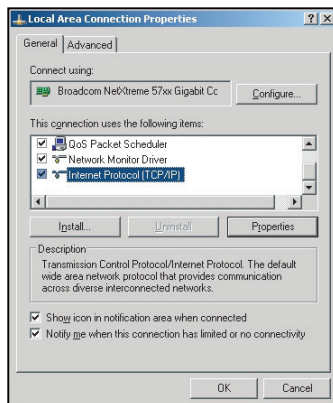 Local Area Connection Properties
General
Advanced
Connect using:
Broadcom NetXtreme 57xx Gigabit Cc
Configure...
This connection uses the following items:
QoS Packet Scheduler
Network Monitor Driver
Internet Protocol (TCP/IP)
Install...
Uninstall
Properties
Description
Transmission Control Protocol/Internet Protocol. The default
wide area network protocol that provides communication
across diverse interconnected networks.
Show icon in notification area when connected
Notify me when this connection has limited or no connectivity
OK
Cancel